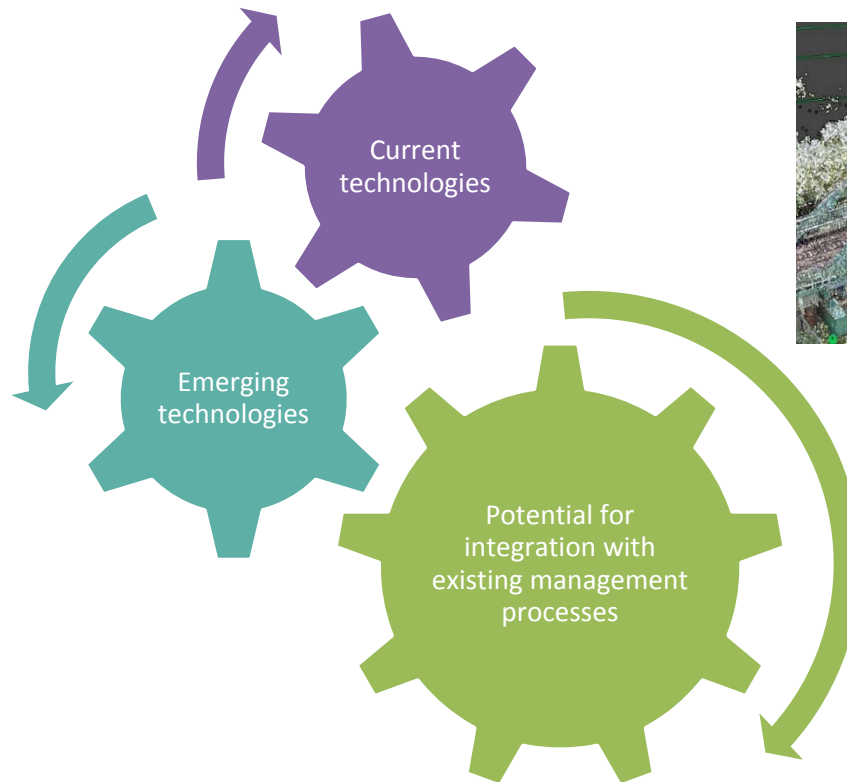 Current
technologies
Emerging
technologies
Potential for
integration with
existing management
processes